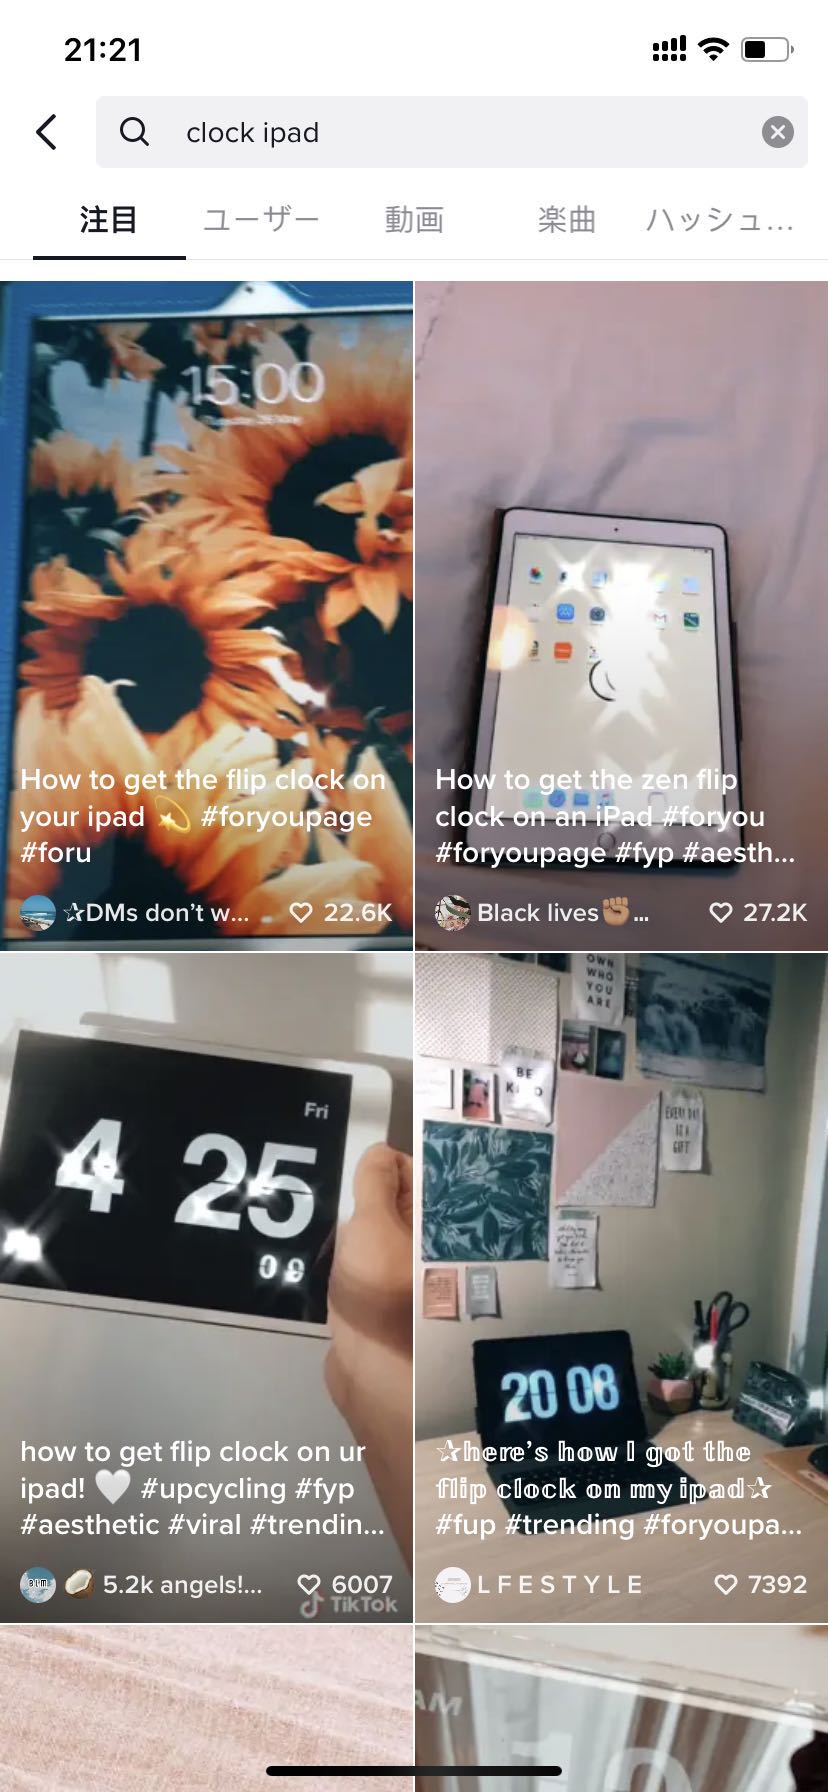 21:21
clock ipad
注目 ユーザー 動画 楽曲 ハッシュ...
15:00
How to get the flip clock on
your ipad 💫 #foryoupage
#foru
☆DMs don't w... ♡ 22.6K
How to get the zen flip
clock on an iPad #foryou
#foryoupage #fyp #aesth...
Black lives✊🏽... ♡ 27.2K
Fri
4 25
09
how to get flip clock on ur
ipad! 🤍 #upcycling #fyp
#aesthetic #viral #trendin...
BLM
🥥 5.2k angels!... ♡ 6007
TikTok
OWN
WHO
YOU
ARE
BE
KIND
EVERY DAY
IS A
GIFT
20 08
☆𝕙𝕖𝕣𝕖'𝕤 𝕙𝕠𝕨 𝕀 𝕘𝕠𝕥 𝕥𝕙𝕖
𝕗𝕝𝕚𝕡 𝕔𝕝𝕠𝕔𝕜 𝕠𝕟 𝕞𝕪 𝕚𝕡𝕒𝕕☆
#fup #trending #foryoupa...
L F E S T Y L E ♡ 7392
AM